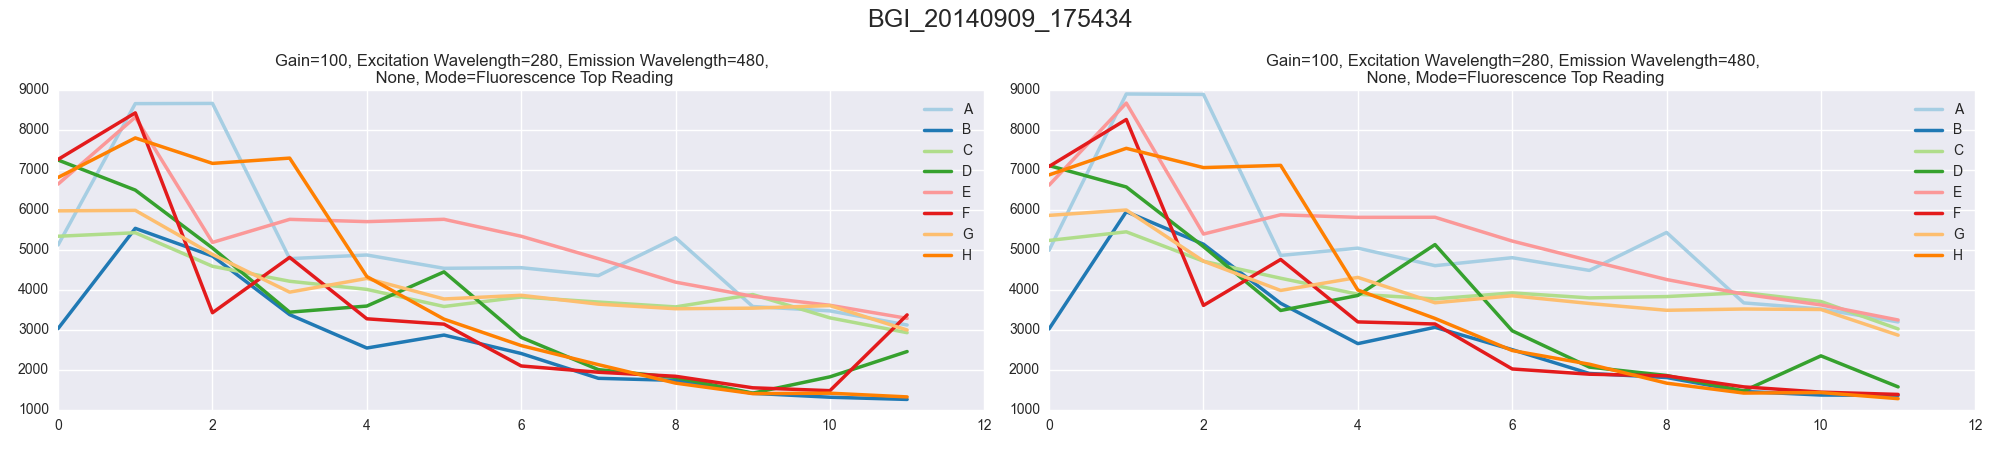 BGI_20140909_175434
Gain=100, Excitation Wavelength=280, Emission Wavelength=480,
None, Mode=Fluorescence Top Reading
9000
8000
7000
6000
5000
4000
3000
2000
1000
0
2
4
6
8
10
12
A
B
C
D
E
F
G
H
Gain=100, Excitation Wavelength=280, Emission Wavelength=480,
None, Mode=Fluorescence Top Reading
9000
8000
7000
6000
5000
4000
3000
2000
1000
0
2
4
6
8
10
12
A
B
C
D
E
F
G
H